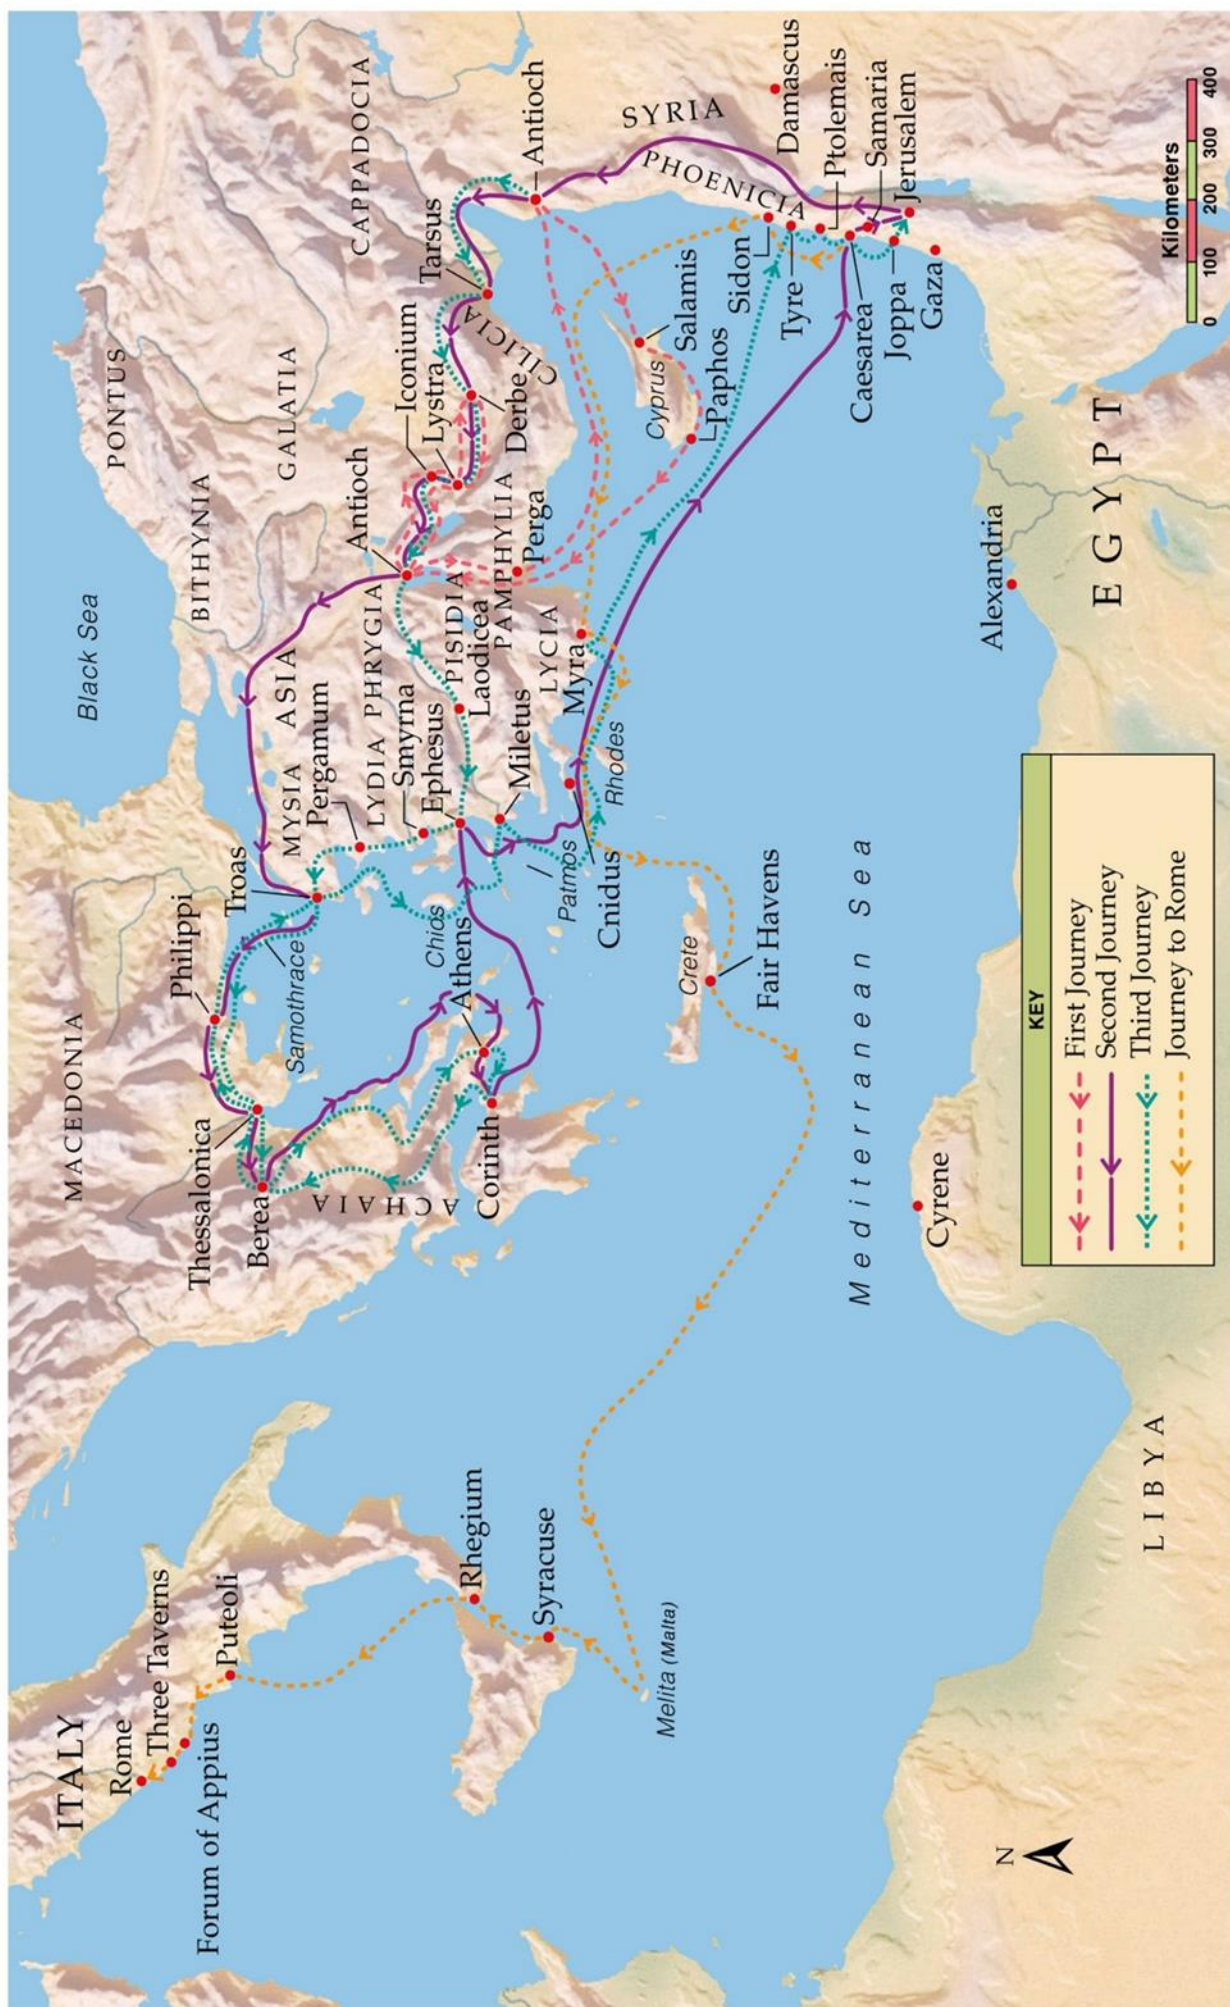 ITALY
Rome
Three Taverns
Forum of Appius
Puteoli
Rhegium
Syracuse
Melita (Malta)
MACEDONIA
Philippi
Thessalonica
Berea
Samothrace
Troas
ACHAIA
Corinth
Athens
Chios
Black Sea
BITHYNIA
PONTUS
GALATIA
CAPPADOCIA
MYSIA
ASIA
Pergamum
LYDIA
PHRYGIA
Smyrna
Ephesus
PISIDIA
Laodicea
Miletus
PAMPHYLIA
Perga
LYCIA
Myra
Patmos
Cnidus
Rhodes
Antioch
Iconium
Lystra
Derbe
CILICIA
Tarsus
Antioch
SYRIA
PHOENICIA
Cyprus
Salamis
Paphos
Sidon
Tyre
Damascus
Ptolemais
Caesarea
Samaria
Joppa
Jerusalem
Gaza
Crete
Fair Havens
Mediterranean Sea
Cyrene
LIBYA
Alexandria
EGYPT
N
KEY
First Journey
Second Journey
Third Journey
Journey to Rome
Kilometers
0 100 200 300 400